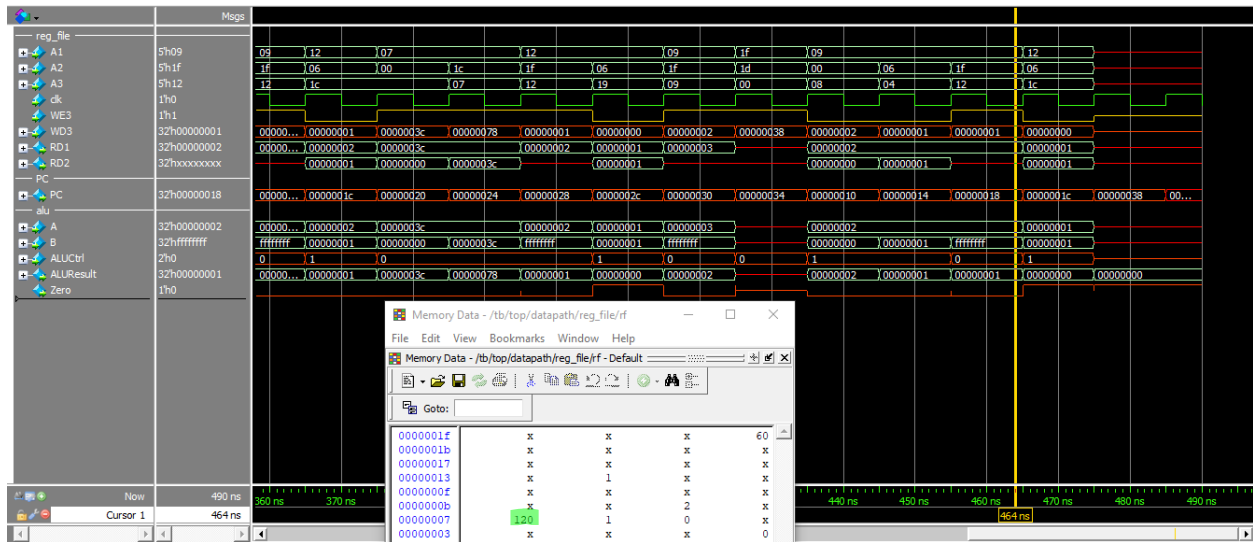 Msgs
reg_file
A1 5'h09 09 12 07 12 09 1f 09 12
A2 5'h1f 1f 06 00 1c 1f 06 1f 1d 00 06 1f 06
A3 5'h12 12 1c 07 12 19 09 00 08 04 12 1c
clk 1'h0
WE3 1'h1
WD3 32'h00000001 00000... 00000001 0000003c 00000078 00000001 00000000 00000002 00000038 00000002 00000001 00000001 00000000
RD1 32'h00000002 00000... 00000002 0000003c 00000002 00000001 00000003 00000002 00000001
RD2 32'hxxxxxxxx 00000001 00000000 0000003c 00000001 00000000 00000001 00000001
PC
PC 32'h00000018 00000... 0000001c 00000020 00000024 00000028 0000002c 00000030 00000034 00000010 00000014 00000018 0000001c 00000038 00...
alu
A 32'h00000002 00000... 00000002 0000003c 00000002 00000001 00000003 00000002 00000001
B 32'hffffffff ffffffff 00000001 00000000 0000003c ffffffff 00000001 ffffffff 00000000 00000001 ffffffff 00000001
ALUCtrl 2'h0 0 1 0 1 0 0 1 0 1
ALUResult 32'h00000001 00000... 00000001 0000003c 00000078 00000001 00000000 00000002 00000002 00000001 00000001 00000000 00000000
Zero 1'h0
Memory Data - /tb/top/datapath/reg_file/rf
File Edit View Bookmarks Window Help
Memory Data - /tb/top/datapath/reg_file/rf - Default
Goto:
0000001f x x x 60
0000001b x x x x
00000017 x x x x
00000013 x 1 x x
0000000f x x x x
0000000b x x 2 x
00000007 120 1 0 x
00000003 x x x 0
Now 490 ns 360 ns 370 ns 440 ns 450 ns 460 ns 470 ns 480 ns 490 ns
Cursor 1 464 ns 464 ns